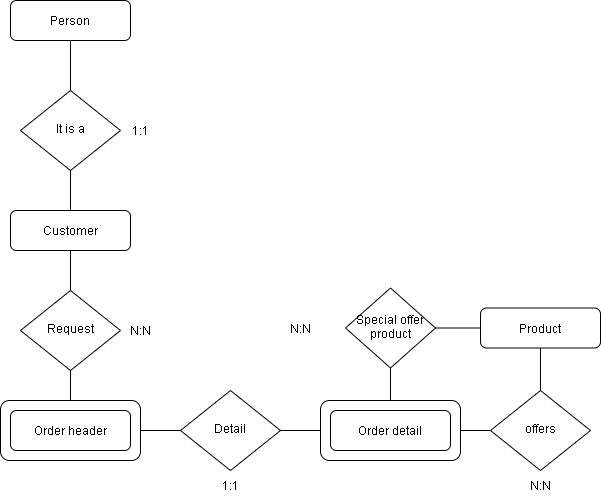 Person
It is a
1:1
Customer
Request
N:N
N:N
Special offer
product
Product
Order header
Detail
Order detail
offers
1:1
N:N